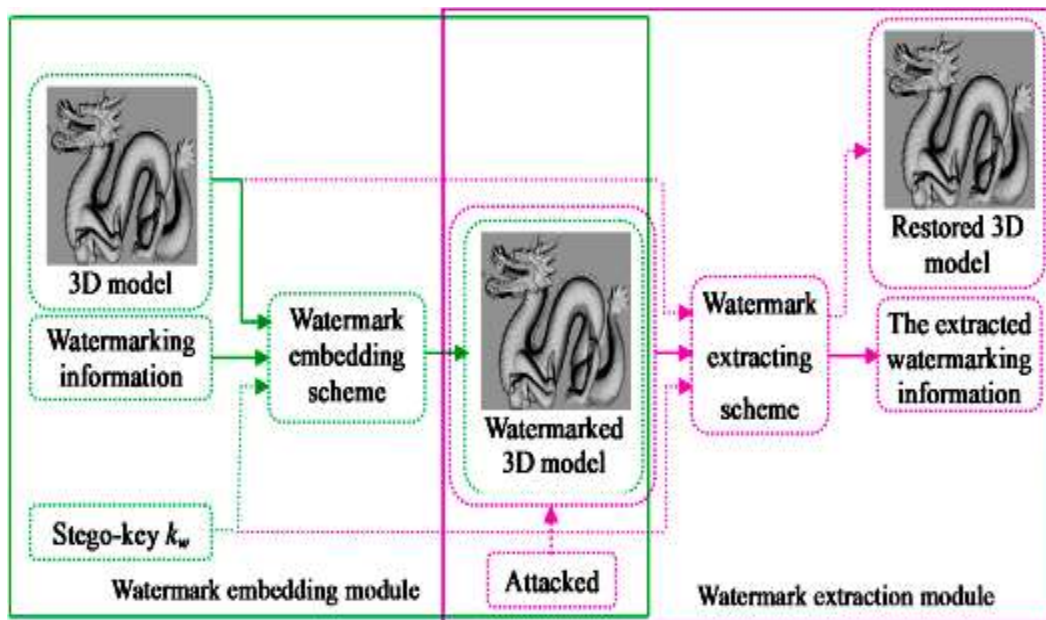 3D model
Watermarking
information
Stego-key k_w
Watermark
embedding
scheme
Watermarked
3D model
Attacked
Watermark
extracting
scheme
Restored 3D
model
The extracted
watermarking
information
Watermark embedding module
Watermark extraction module